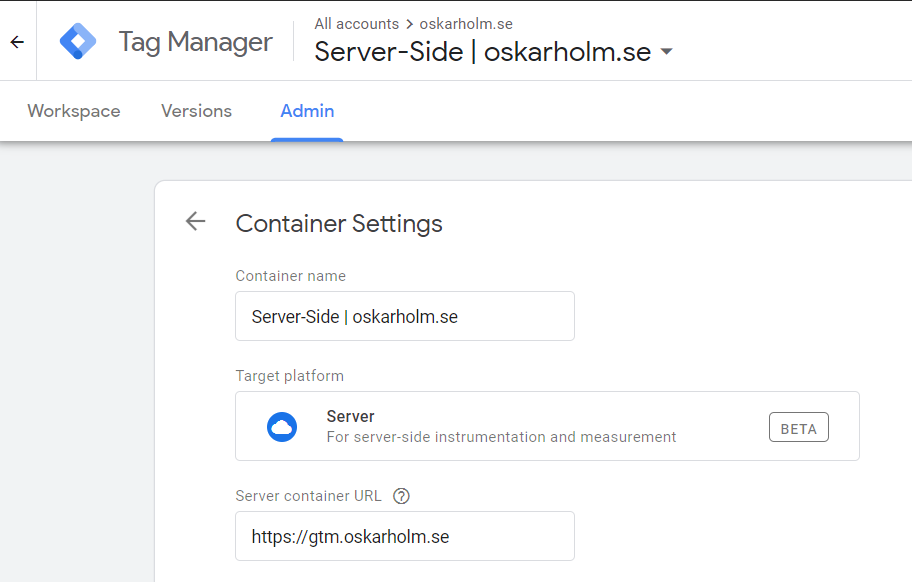 All accounts > oskarholm.se
Tag Manager
Server-Side | oskarholm.se
Workspace Versions Admin
Container Settings
Container name
Server-Side | oskarholm.se
Target platform
Server
For server-side instrumentation and measurement
BETA
Server container URL ?
https://gtm.oskarholm.se